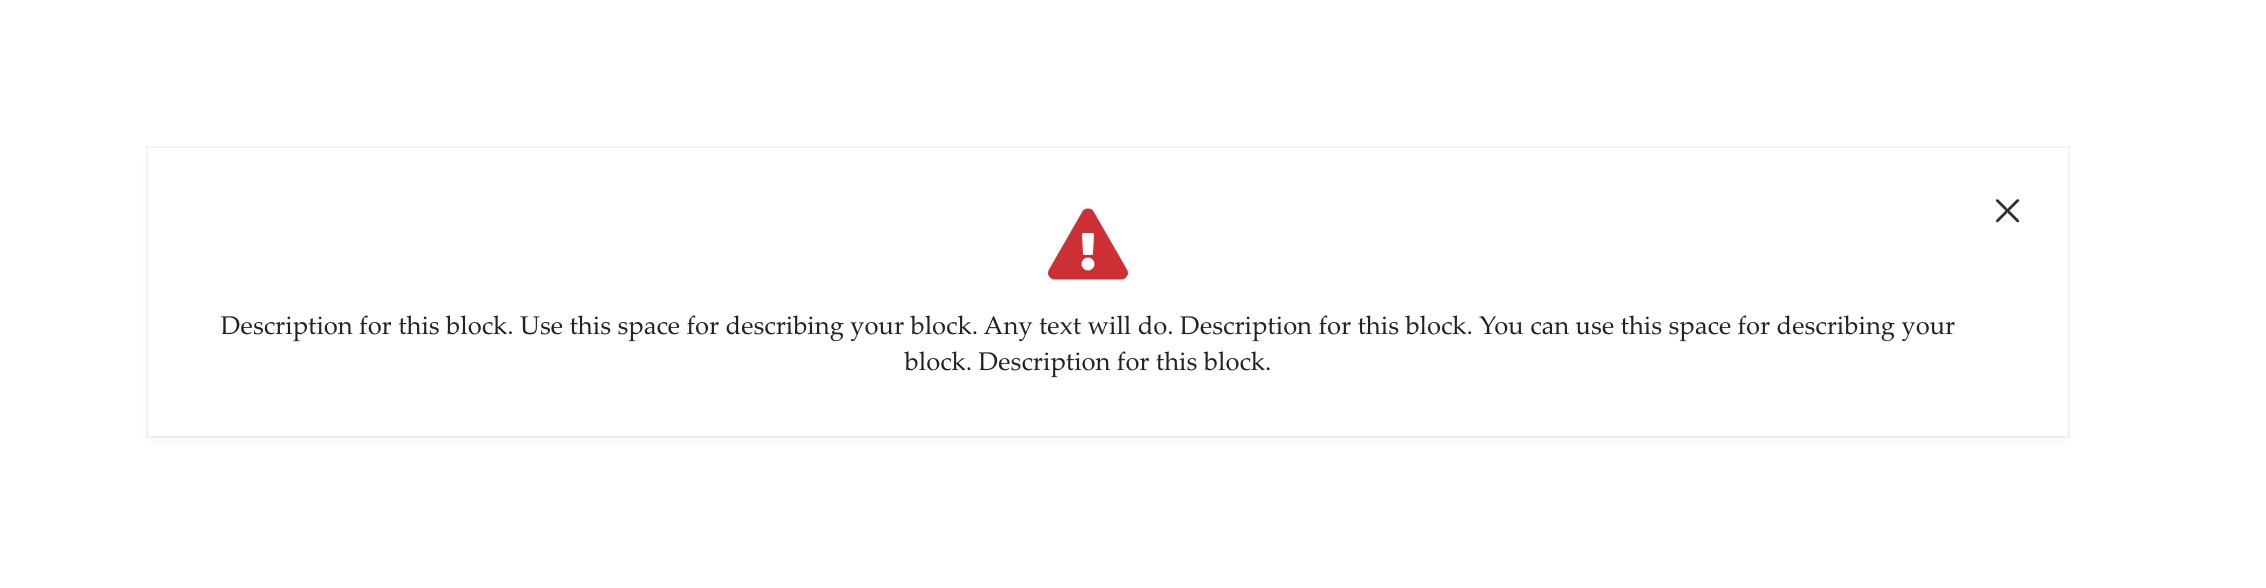 Description for this block. Use this space for describing your block. Any text will do. Description for this block. You can use this space for describing your
block. Description for this block.